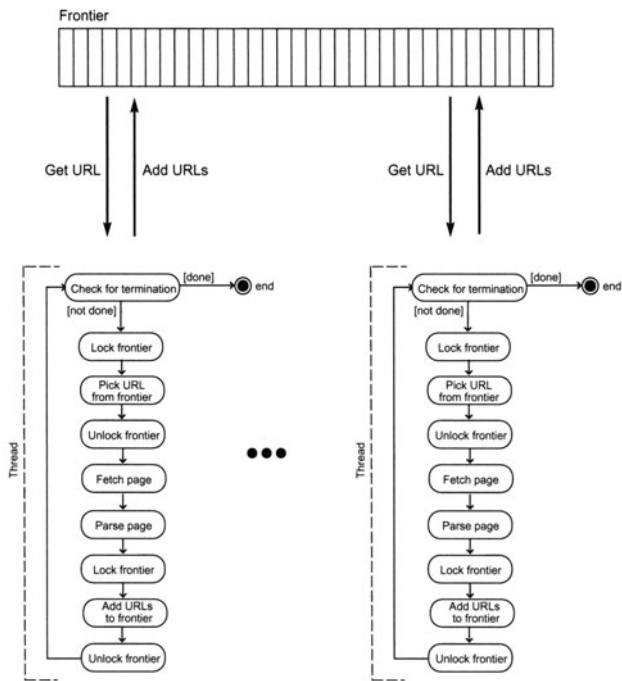 Frontier
Get URL
Add URLs
Get URL
Add URLs
Thread
Check for termination
[done]
end
[not done]
Lock frontier
Pick URL
from frontier
Unlock frontier
Fetch page
Parse page
Lock frontier
Add URLs
to frontier
Unlock frontier
Thread
Check for termination
[done]
end
[not done]
Lock frontier
Pick URL
from frontier
Unlock frontier
Fetch page
Parse page
Lock frontier
Add URLs
to frontier
Unlock frontier